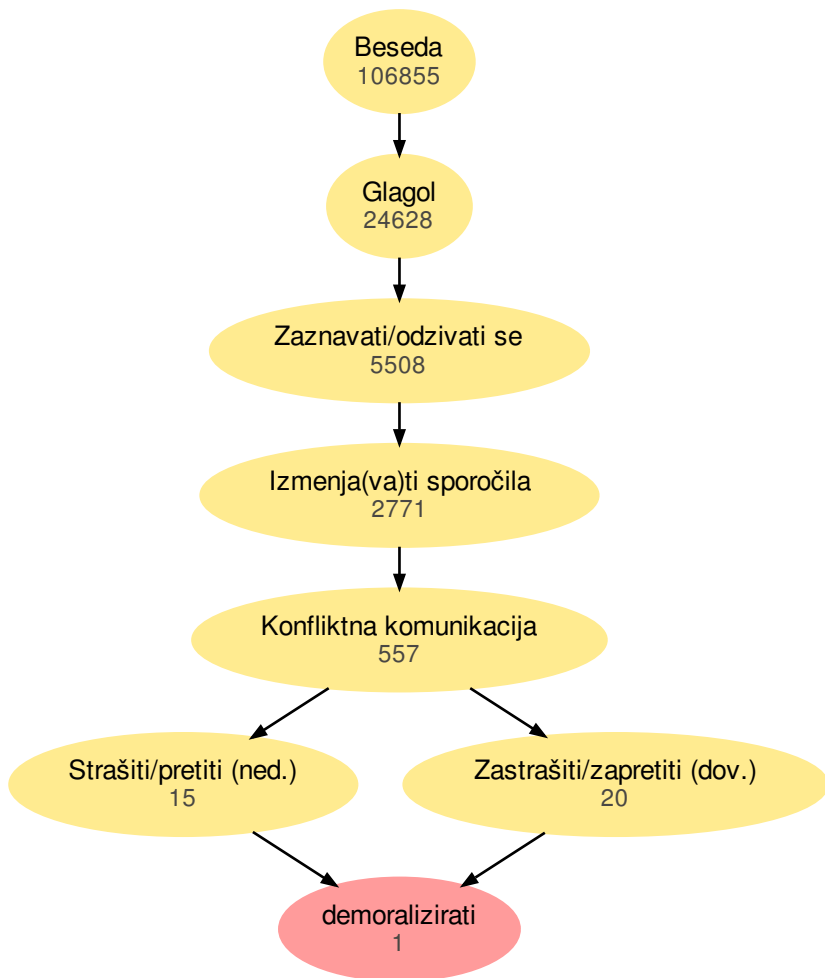 Beseda
106855
Glagol
24628
Zaznavati/odzivati se
5508
Izmenja(va)ti sporočila
2771
Konfliktna komunikacija
557
Strašiti/pretiti (ned.)
15
Zastrašiti/zapretiti (dov.)
20
demoralizirati
1